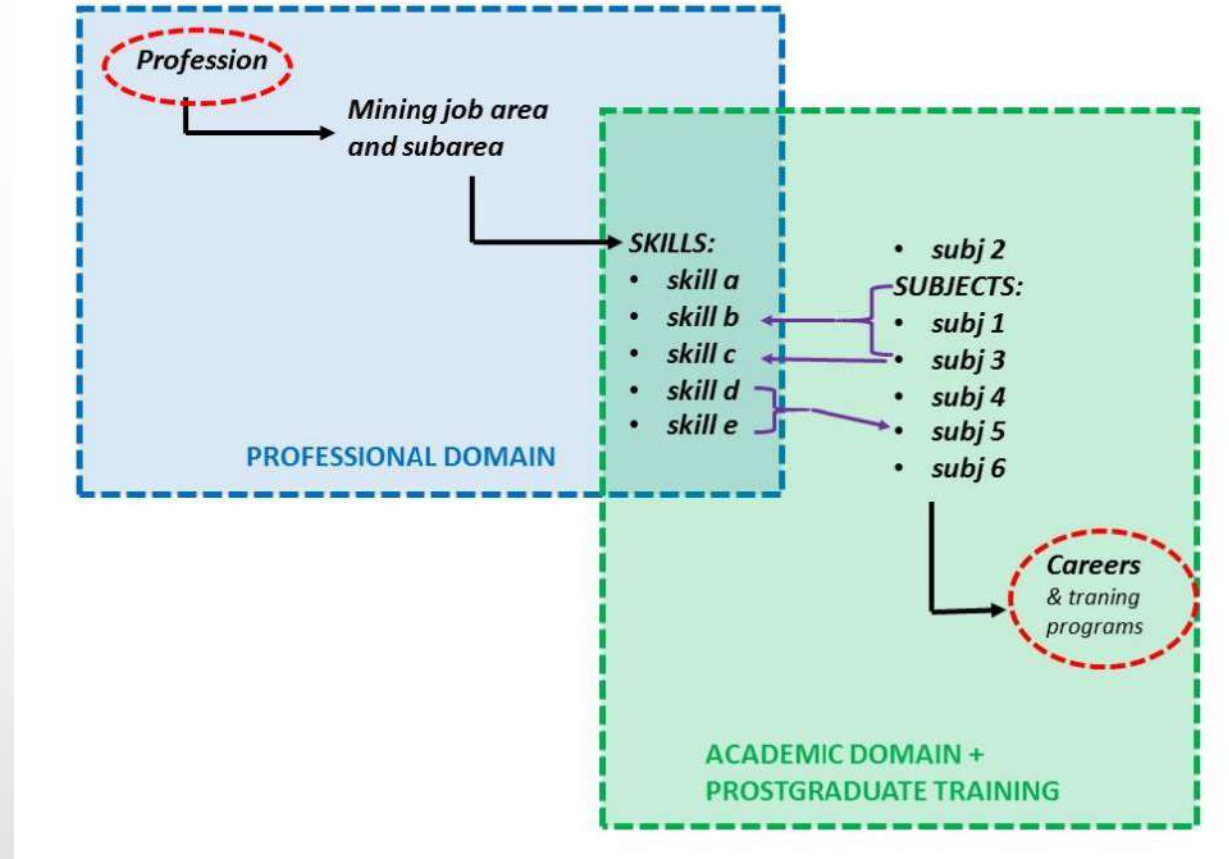 Profession
Mining job area
and subarea
SKILLS:
• skill a
• skill b
• skill c
• skill d
• skill e
PROFESSIONAL DOMAIN
• subj 2
SUBJECTS:
• subj 1
• subj 3
• subj 4
• subj 5
• subj 6
Careers
& traning
programs
ACADEMIC DOMAIN +
PROSTGRADUATE TRAINING